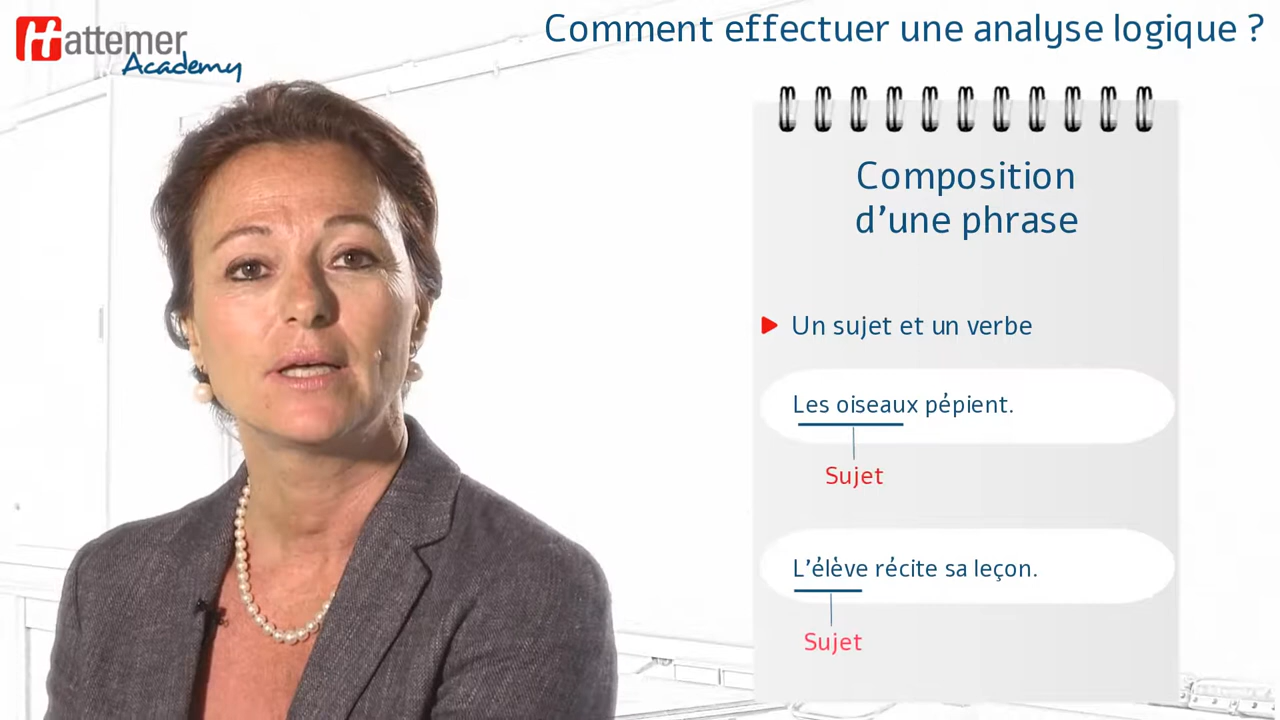 Hattemer
Academy
Comment effectuer une analyse logique ?
Composition
d'une phrase
Un sujet et un verbe
Les oiseaux pépient.
Sujet
L'élève récite sa leçon.
Sujet